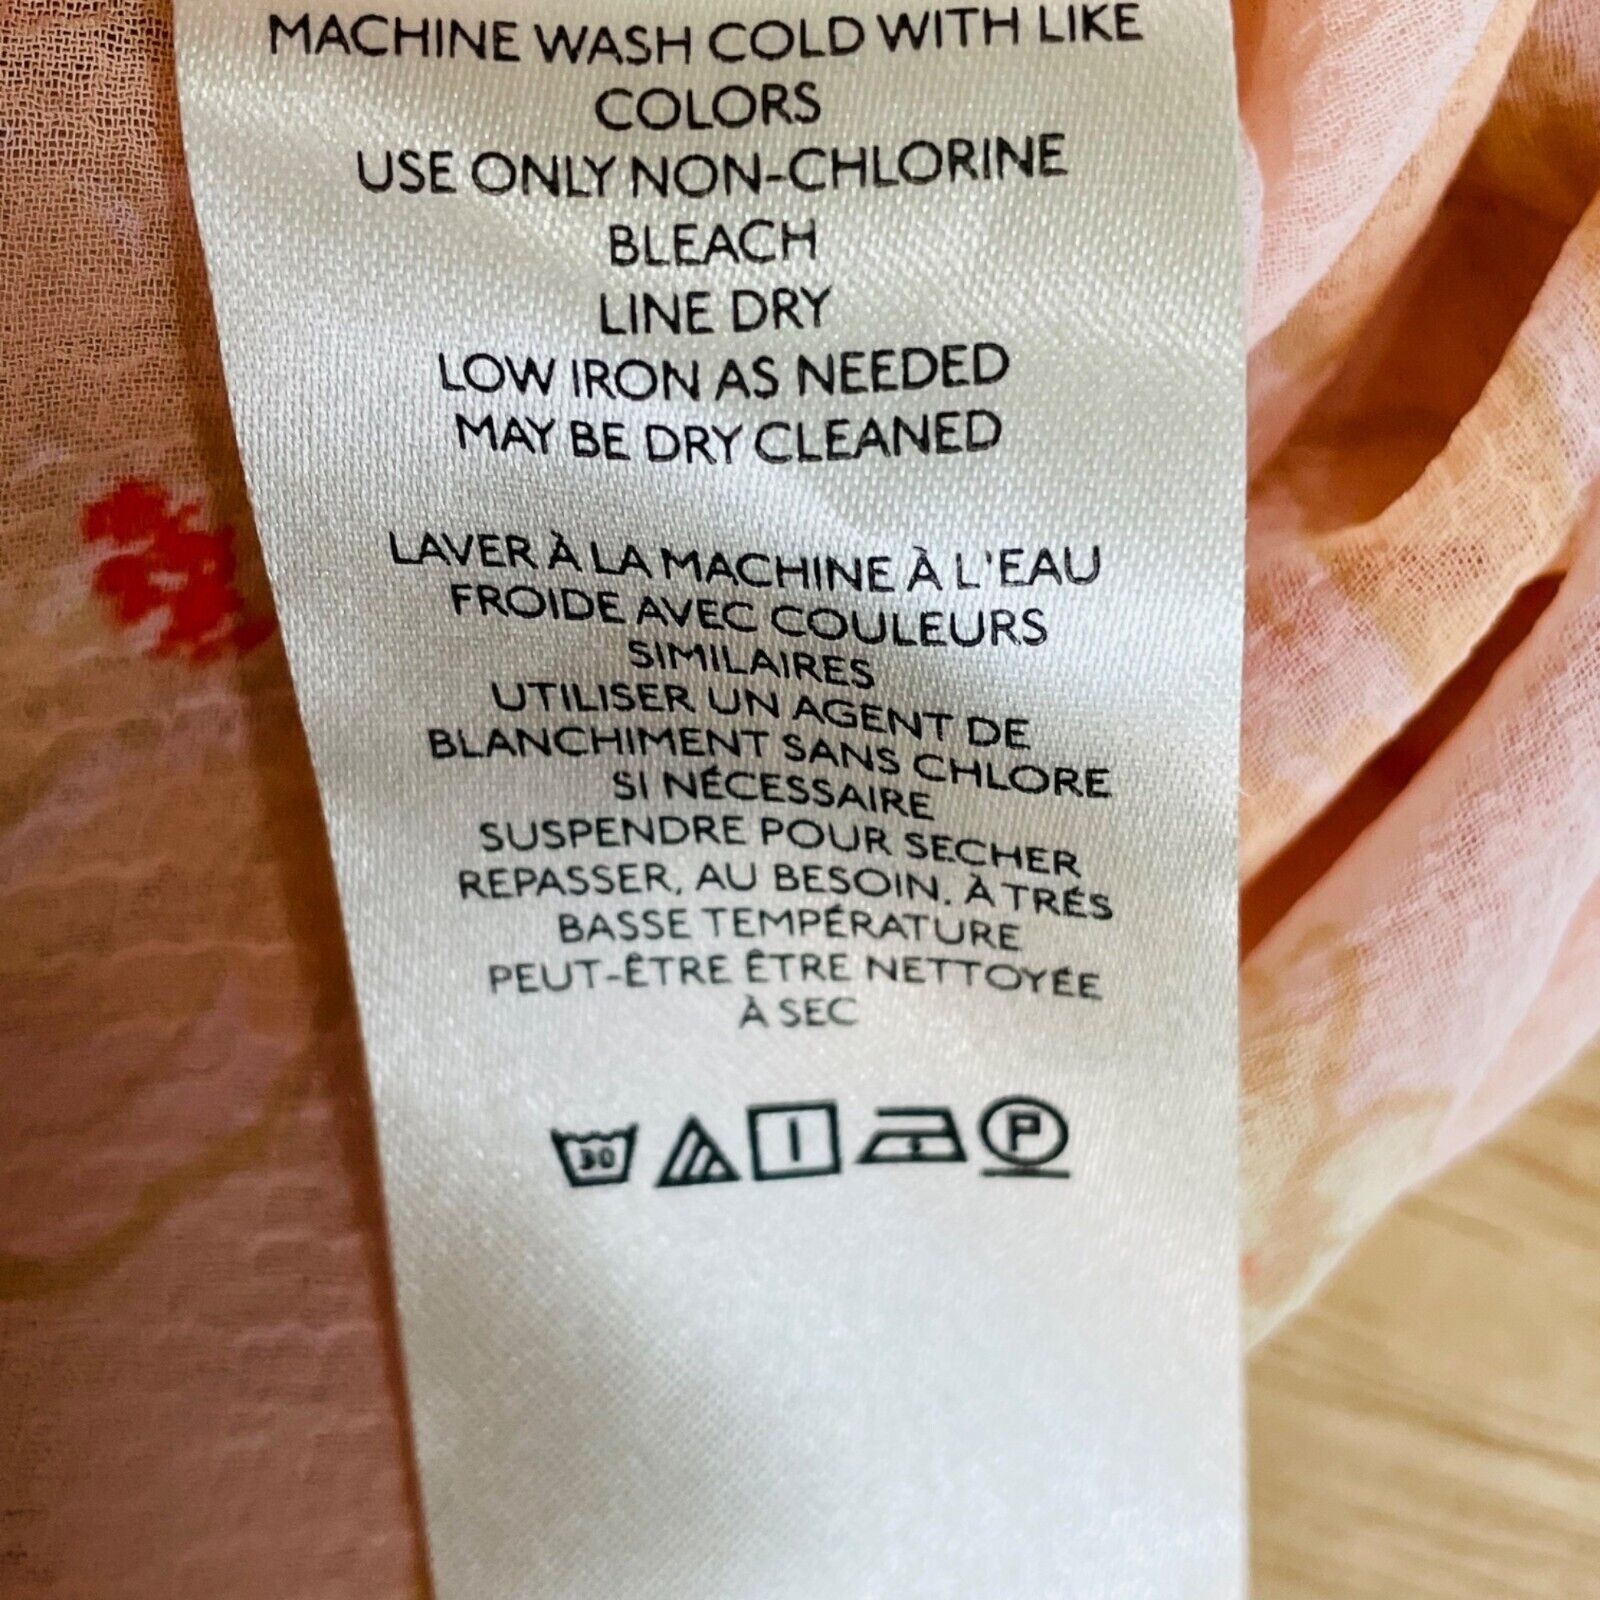 MACHINE WASH COLD WITH LIKE
COLORS
USE ONLY NON-CHLORINE
BLEACH
LINE DRY
LOW IRON AS NEEDED
MAY BE DRY CLEANED
LAVER À LA MACHINE À L'EAU
FROIDE AVEC COULEURS
SIMILAIRES
UTILISER UN AGENT DE
BLANCHIMENT SANS CHLORE
SI NÉCESSAIRE
SUSPENDRE POUR SECHER
REPASSER, AU BESOIN. À TRÉS
BASSE TEMPÉRATURE
PEUT-ÊTRE ÊTRE NETTOYÉE
À SEC
30 P